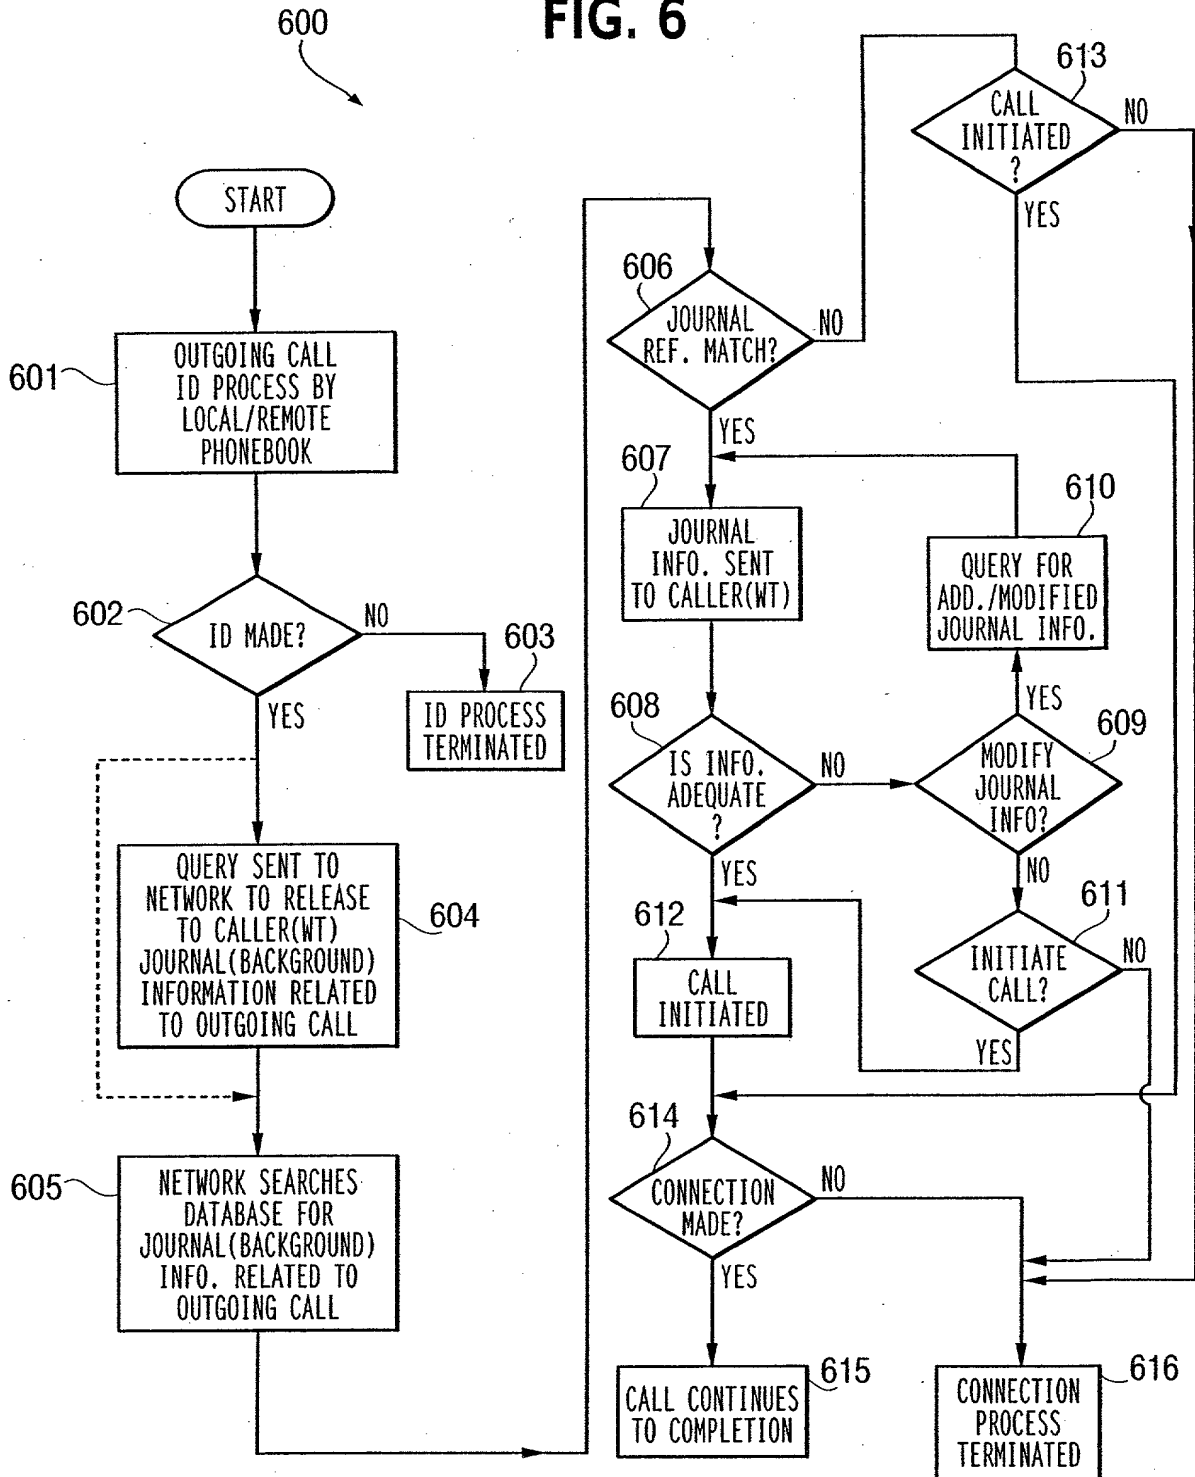 FIG. 6
600
START
601
OUTGOING CALL
ID PROCESS BY
LOCAL/REMOTE
PHONEBOOK
602
ID MADE?
NO
603
ID PROCESS
TERMINATED
YES
QUERY SENT TO
NETWORK TO RELEASE
TO CALLER(WT)
JOURNAL(BACKGROUND)
INFORMATION RELATED
TO OUTGOING CALL
604
605
NETWORK SEARCHES
DATABASE FOR
JOURNAL(BACKGROUND)
INFO. RELATED TO
OUTGOING CALL
606
JOURNAL
REF. MATCH?
NO
YES
613
CALL
INITIATED
?
NO
YES
607
JOURNAL
INFO. SENT
TO CALLER(WT)
610
QUERY FOR
ADD./MODIFIED
JOURNAL INFO.
YES
608
IS INFO.
ADEQUATE
?
NO
YES
609
MODIFY
JOURNAL
INFO?
NO
611
INITIATE
CALL?
NO
YES
612
CALL
INITIATED
614
CONNECTION
MADE?
NO
YES
615
CALL CONTINUES
TO COMPLETION
616
CONNECTION
PROCESS
TERMINATED